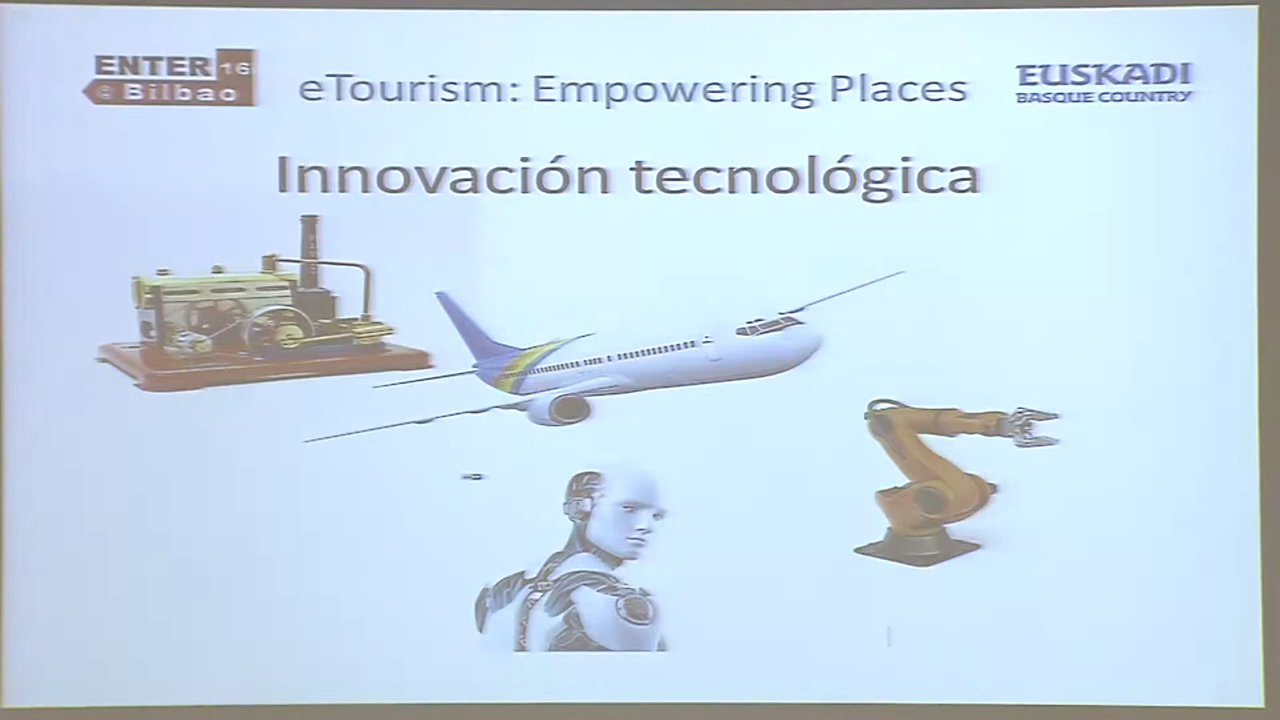 ENTER 16
@ Bilbao
eTourism: Empowering Places
EUSKADI
BASQUE COUNTRY
Innovación tecnológica